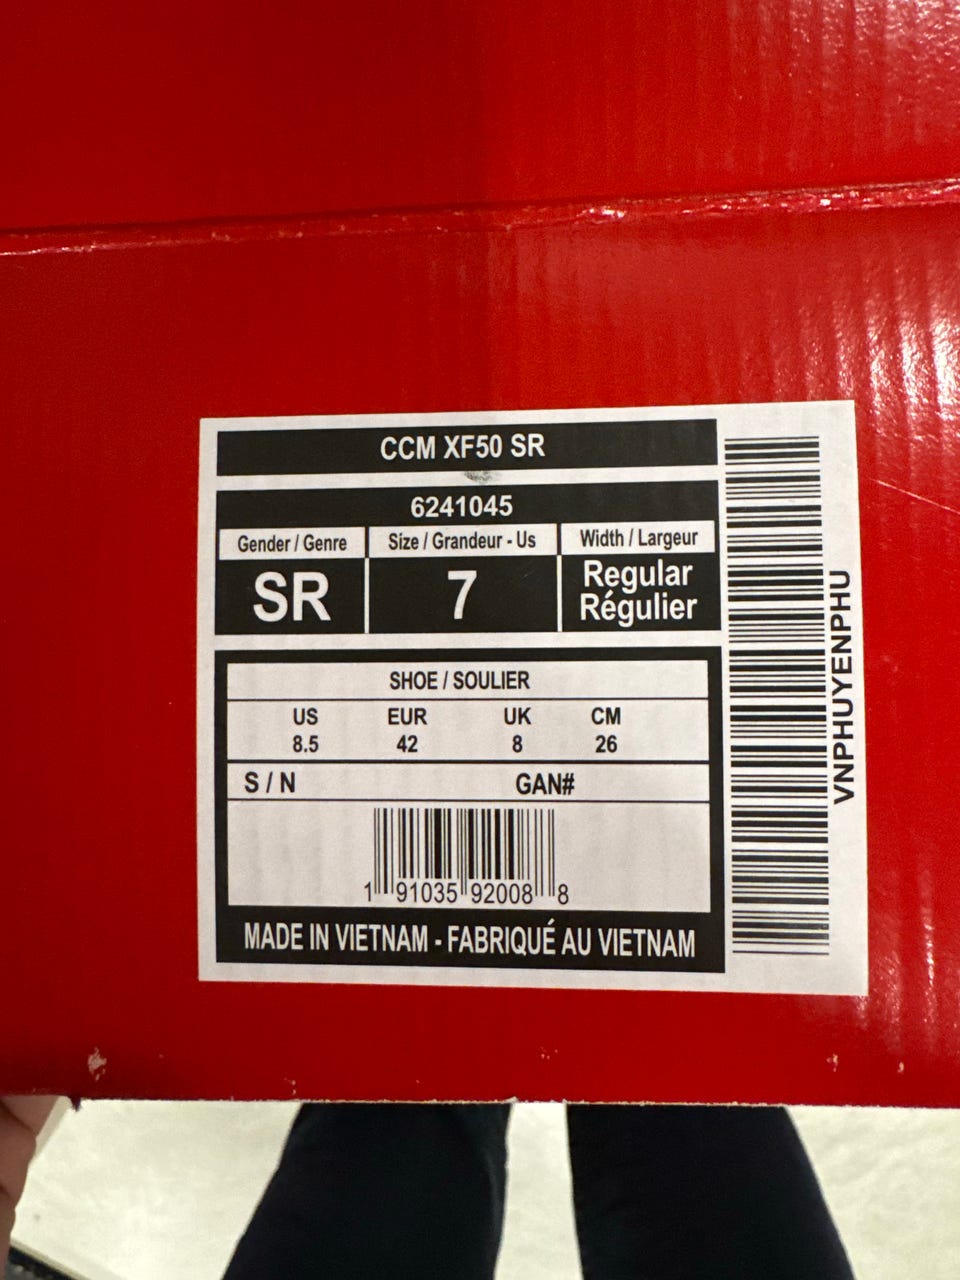 CCM XF50 SR
6241045
Gender / Genre
Size / Grandeur - Us
Width / Largeur
SR
7
Regular
Régulier
SHOE / SOULIER
US EUR UK CM
8.5 42 8 26
S / N GAN#
1 91035 92008 8
MADE IN VIETNAM - FABRIQUÉ AU VIETNAM
VNPHUYENPHU